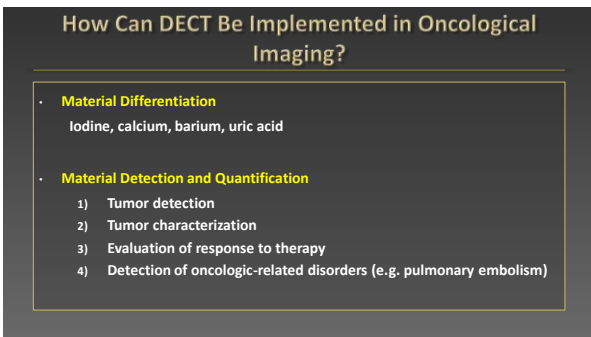 How Can DECT Be Implemented in Oncological
Imaging?
• Material Differentiation
Iodine, calcium, barium, uric acid
• Material Detection and Quantification
1) Tumor detection
2) Tumor characterization
3) Evaluation of response to therapy
4) Detection of oncologic-related disorders (e.g. pulmonary embolism)